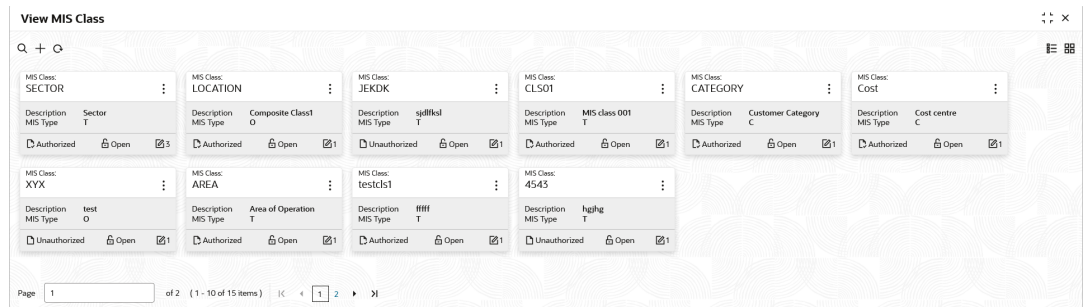 View MIS Class
MIS Class:
SECTOR
Description Sector
MIS Type T
Authorized Open 3
MIS Class:
LOCATION
Description Composite Class1
MIS Type O
Authorized Open 1
MIS Class:
JEKDK
Description sjdlfksl
MIS Type T
Unauthorized Open 1
MIS Class:
CLS01
Description MIS class 001
MIS Type T
Authorized Open 1
MIS Class:
CATEGORY
Description Customer Category
MIS Type C
Authorized Open 1
MIS Class:
Cost
Description Cost centre
MIS Type C
Authorized Open 1
MIS Class:
XYX
Description test
MIS Type O
Unauthorized Open 1
MIS Class:
AREA
Description Area of Operation
MIS Type T
Authorized Open 1
MIS Class:
testcls1
Description fffff
MIS Type T
Authorized Open 1
MIS Class:
4543
Description hgjhg
MIS Type T
Unauthorized Open 1
Page 1 of 2 ( 1 - 10 of 15 items ) 1 2